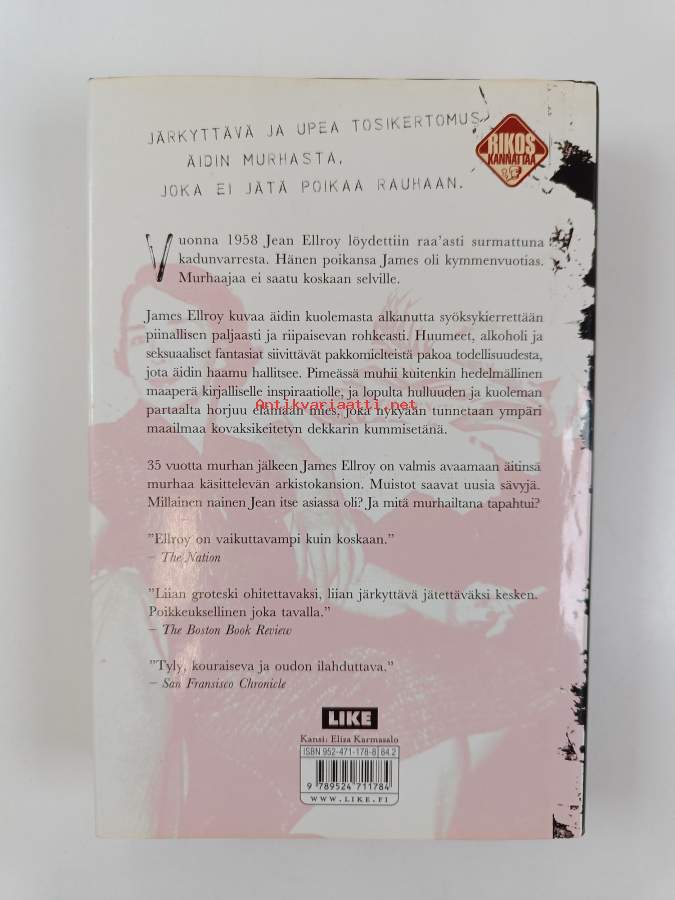 JÄRKYTTÄVÄ JA UPEA TOSIKERTOMUS
ÄIDIN MURHASTA,
JOKA EI JÄTÄ POIKAA RAUHAAN.
RIKOS
KANNATTAA
Vuonna 1958 Jean Ellroy löydettiin raa'asti surmattuna
kadunvarresta. Hänen poikansa James oli kymmenvuotias.
Murhaajaa ei saatu koskaan selville.
James Ellroy kuvaa äidin kuolemasta alkanutta syöksykierrettään
piinallisen paljaasti ja riipaisevan rohkeasti. Huumeet, alkoholi ja
seksuaaliset fantasiat siivittävät pakkomielteistä pakoa todellisuudesta,
jota äidin haamu hallitsee. Pimeässä muhii kuitenkin hedelmällinen
maaperä kirjalliselle inspiraatiolle, ja lopulta hulluuden ja kuoleman
partaalta horjuu elämään mies, joka nykyään tunnetaan ympäri
Antikvariaatti.net
maailmaa kovaksikeitetyn dekkarin kummisetänä.
35 vuotta murhan jälkeen James Ellroy on valmis avaamaan äitinsä
murhaa käsittelevän arkistokansion. Muistot saavat uusia sävyjä.
Millainen nainen Jean itse asiassa oli? Ja mitä murhailtana tapahtui?
"Ellroy on vaikuttavampi kuin koskaan."
– The Nation
"Liian groteski ohitettavaksi, liian järkyttävä jätettäväksi kesken.
Poikkeuksellinen joka tavalla."
– The Boston Book Review
"Tyly, kouraiseva ja oudon ilahduttava."
– San Fransisco Chronicle
LIKE
Kansi: Eliza Karmasalo
ISBN 952-471-178-8 84.2
9 789524 711784
WWW.LIKE.FI